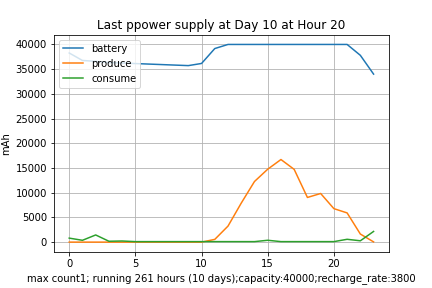 Last ppower supply at Day 10 at Hour 20
40000
35000
30000
25000
20000
15000
10000
5000
0
mAh
battery
produce
consume
0 5 10 15 20
max count1; running 261 hours (10 days);capacity:40000;recharge_rate:3800